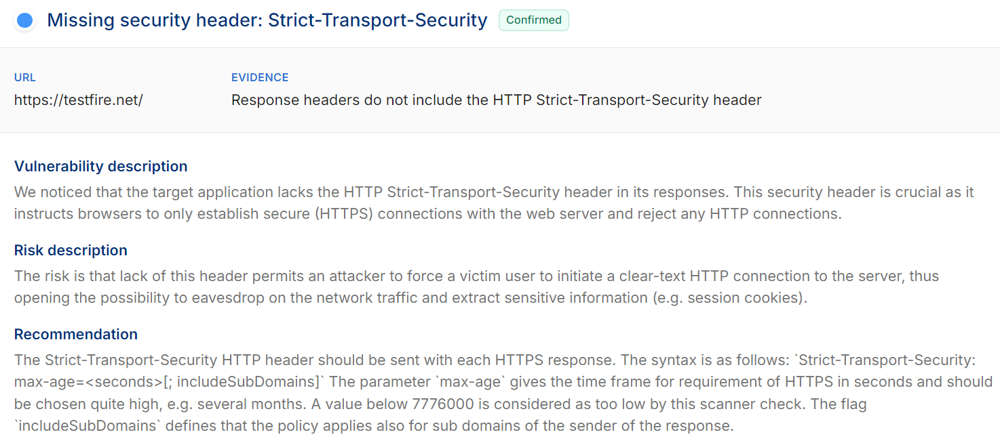 Missing security header: Strict-Transport-Security Confirmed
URL EVIDENCE
https://testfire.net/ Response headers do not include the HTTP Strict-Transport-Security header
Vulnerability description
We noticed that the target application lacks the HTTP Strict-Transport-Security header in its responses. This security header is crucial as it
instructs browsers to only establish secure (HTTPS) connections with the web server and reject any HTTP connections.
Risk description
The risk is that lack of this header permits an attacker to force a victim user to initiate a clear-text HTTP connection to the server, thus
opening the possibility to eavesdrop on the network traffic and extract sensitive information (e.g. session cookies).
Recommendation
The Strict-Transport-Security HTTP header should be sent with each HTTPS response. The syntax is as follows: `Strict-Transport-Security:
max-age=<seconds>[; includeSubDomains]` The parameter `max-age` gives the time frame for requirement of HTTPS in seconds and should
be chosen quite high, e.g. several months. A value below 7776000 is considered as too low by this scanner check. The flag
`includeSubDomains` defines that the policy applies also for sub domains of the sender of the response.